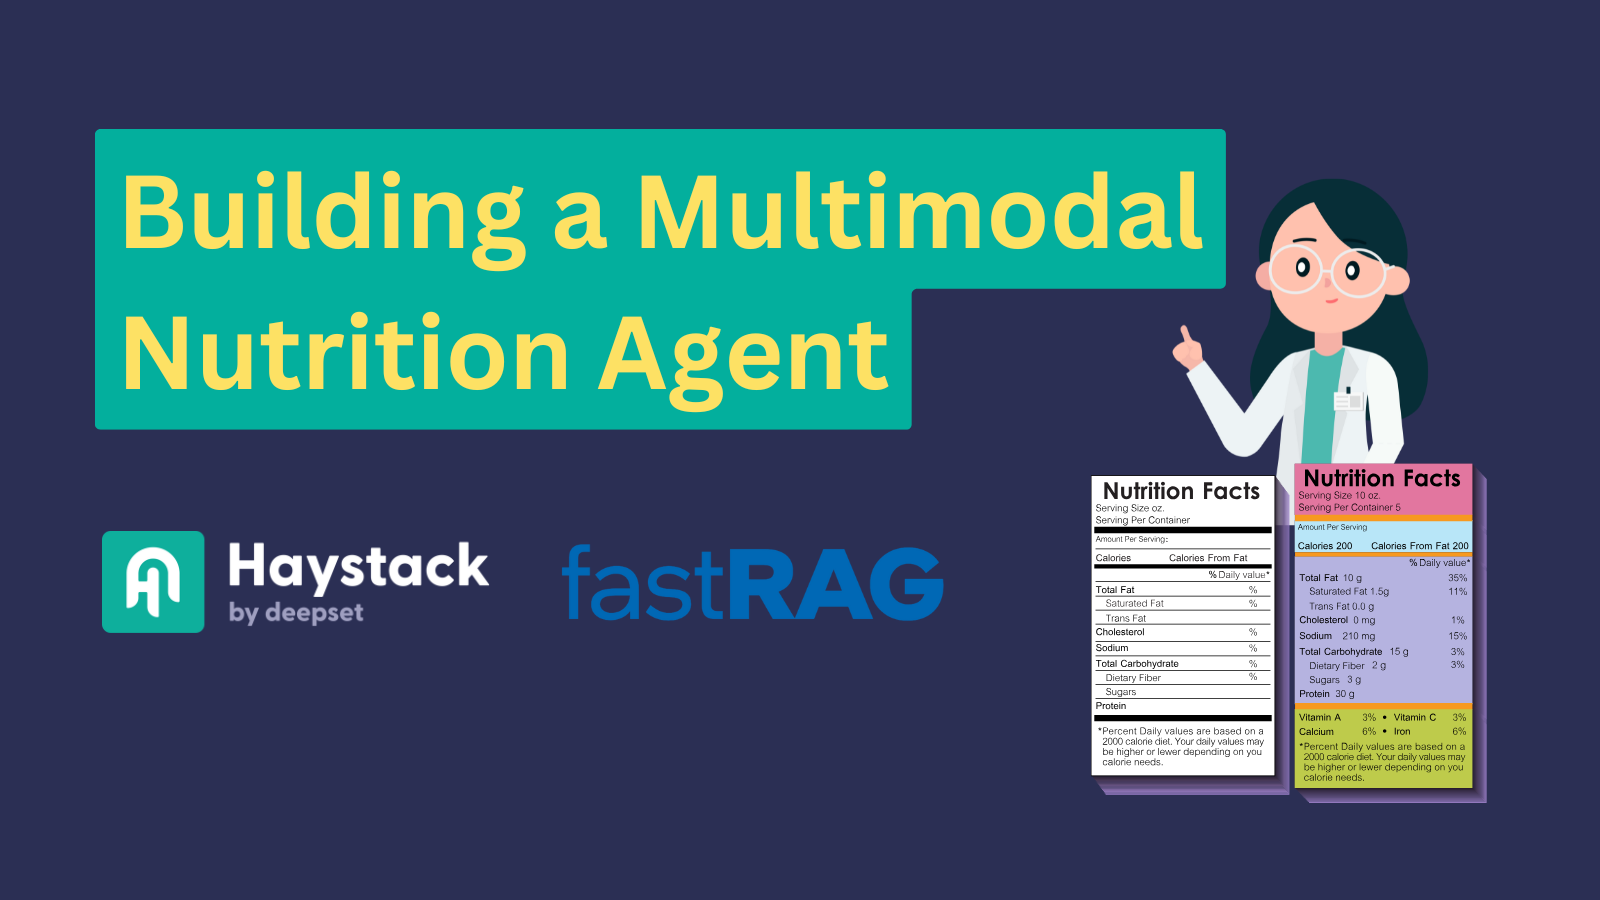 Building a Multimodal
Nutrition Agent
Haystack
by deepset
fastRAG
Nutrition Facts
Serving Size oz.
Serving Per Container
Amount Per Serving:
Calories Calories From Fat
% Daily value*
Total Fat %
Saturated Fat %
Trans Fat
Cholesterol %
Sodium %
Total Carbohydrate %
Dietary Fiber %
Sugars
Protein
*Percent Daily values are based on a
2000 calorie diet. Your daily values may
be higher or lewer depending on you
calorie needs.
Nutrition Facts
Serving Size 10 oz.
Serving Per Container 5
Amount Per Serving
Calories 200 Calories From Fat 200
% Daily value*
Total Fat 10 g 35%
Saturated Fat 1.5g 11%
Trans Fat 0.0 g
Cholesterol 0 mg 1%
Sodium 210 mg 15%
Total Carbohydrate 15 g 3%
Dietary Fiber 2 g 3%
Sugars 3 g
Protein 30 g
Vitamin A 3% • Vitamin C 3%
Calcium 6% • Iron 6%
*Percent Daily values are based on a
2000 calorie diet. Your daily values may
be higher or lewer depending on you
calorie needs.